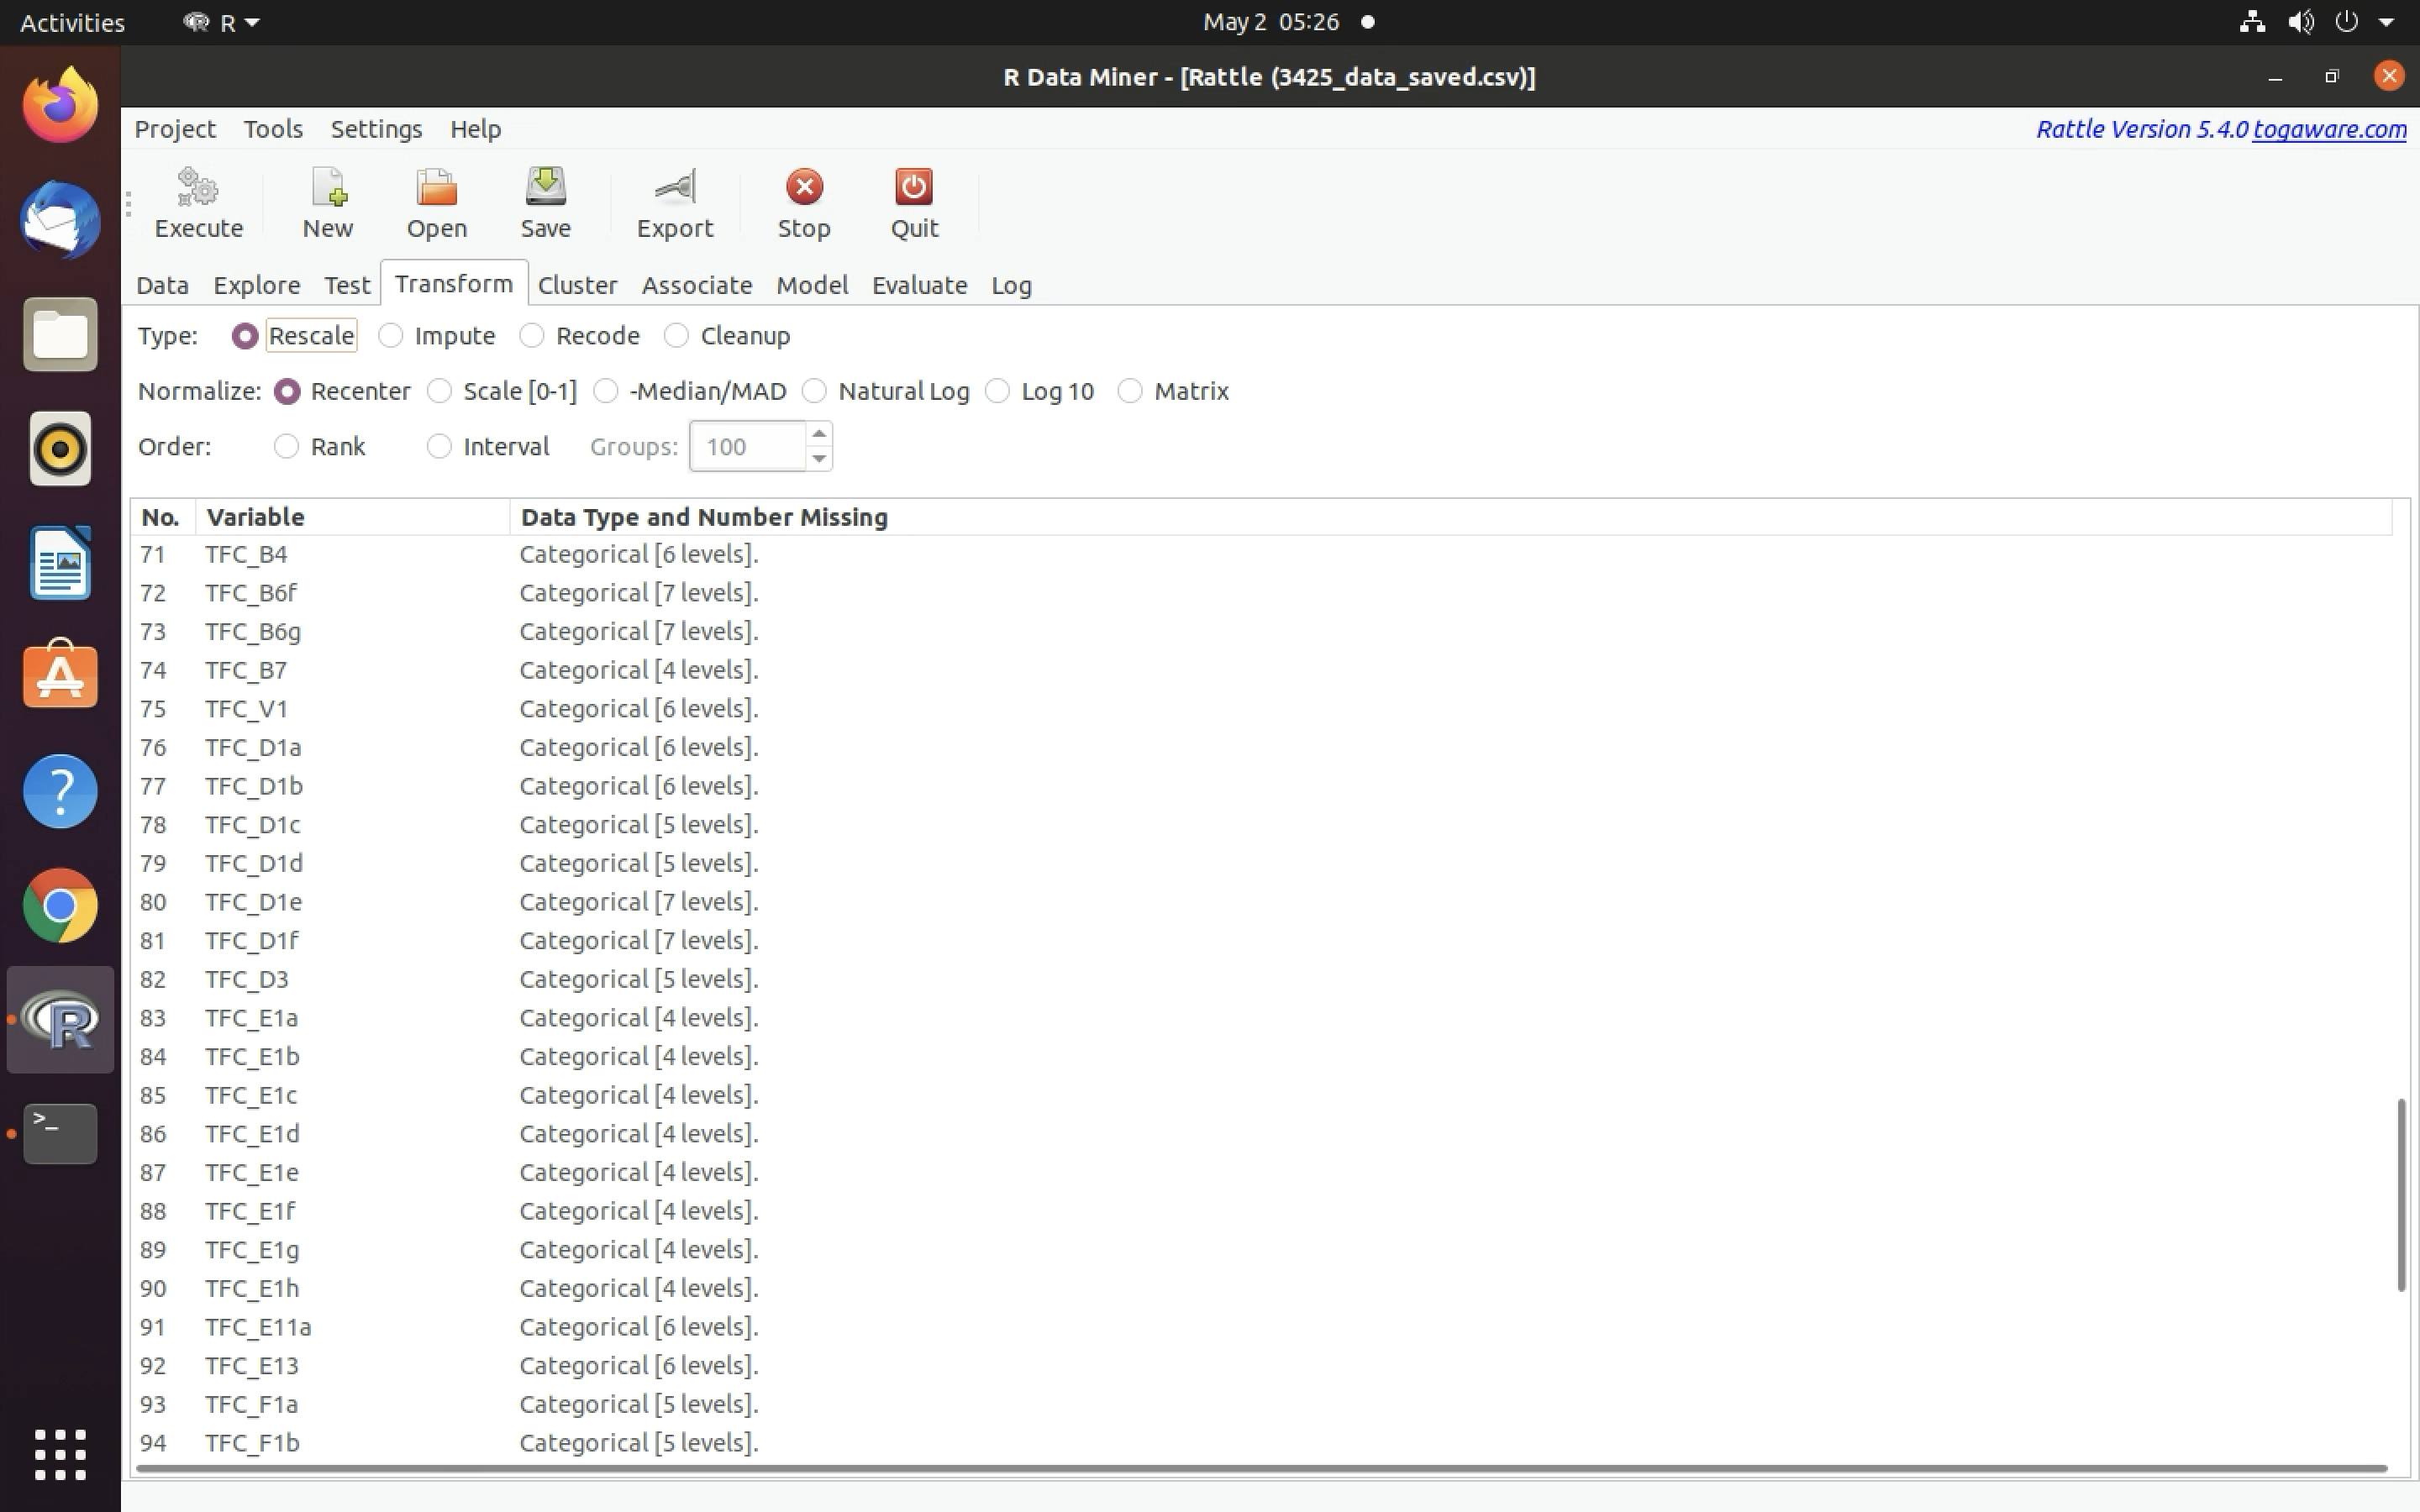 Activities R May 2 05:26
R Data Miner - [Rattle (3425_data_saved.csv)]
Project Tools Settings Help Rattle Version 5.4.0 togaware.com
Execute New Open Save Export Stop Quit
Data Explore Test Transform Cluster Associate Model Evaluate Log
Type: Rescale Impute Recode Cleanup
Normalize: Recenter Scale [0-1] -Median/MAD Natural Log Log 10 Matrix
Order: Rank Interval Groups: 100
No. Variable Data Type and Number Missing
71 TFC_B4 Categorical [6 levels].
72 TFC_B6f Categorical [7 levels].
73 TFC_B6g Categorical [7 levels].
74 TFC_B7 Categorical [4 levels].
75 TFC_V1 Categorical [6 levels].
76 TFC_D1a Categorical [6 levels].
77 TFC_D1b Categorical [6 levels].
78 TFC_D1c Categorical [5 levels].
79 TFC_D1d Categorical [5 levels].
80 TFC_D1e Categorical [7 levels].
81 TFC_D1f Categorical [7 levels].
82 TFC_D3 Categorical [5 levels].
83 TFC_E1a Categorical [4 levels].
84 TFC_E1b Categorical [4 levels].
85 TFC_E1c Categorical [4 levels].
86 TFC_E1d Categorical [4 levels].
87 TFC_E1e Categorical [4 levels].
88 TFC_E1f Categorical [4 levels].
89 TFC_E1g Categorical [4 levels].
90 TFC_E1h Categorical [4 levels].
91 TFC_E11a Categorical [6 levels].
92 TFC_E13 Categorical [6 levels].
93 TFC_F1a Categorical [5 levels].
94 TFC_F1b Categorical [5 levels].